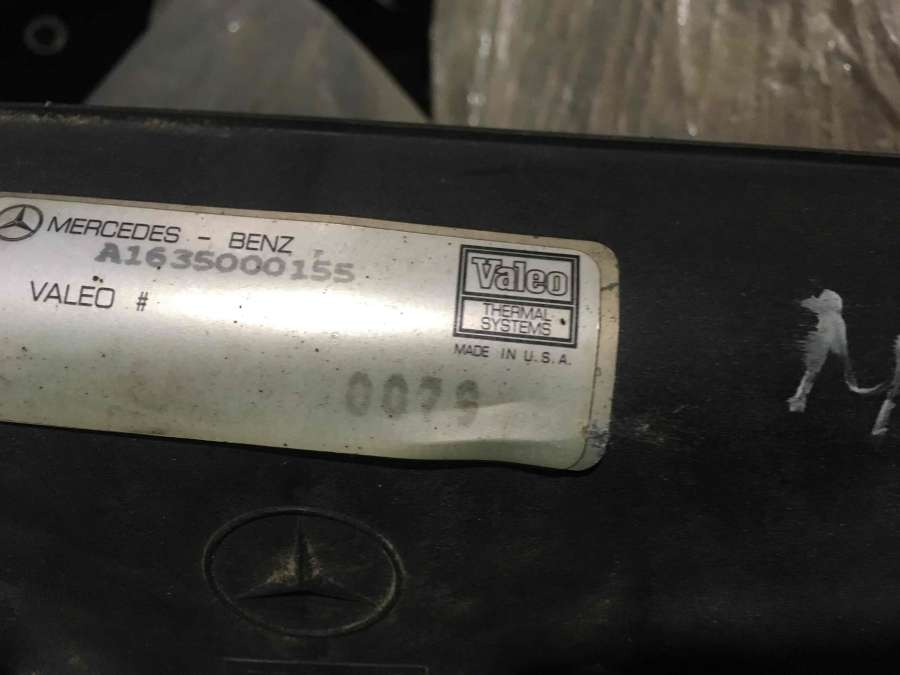 MERCEDES - BENZ
A1635000155
VALEO #
Valeo
THERMAL
SYSTEMS
MADE IN U.S.A.
0079